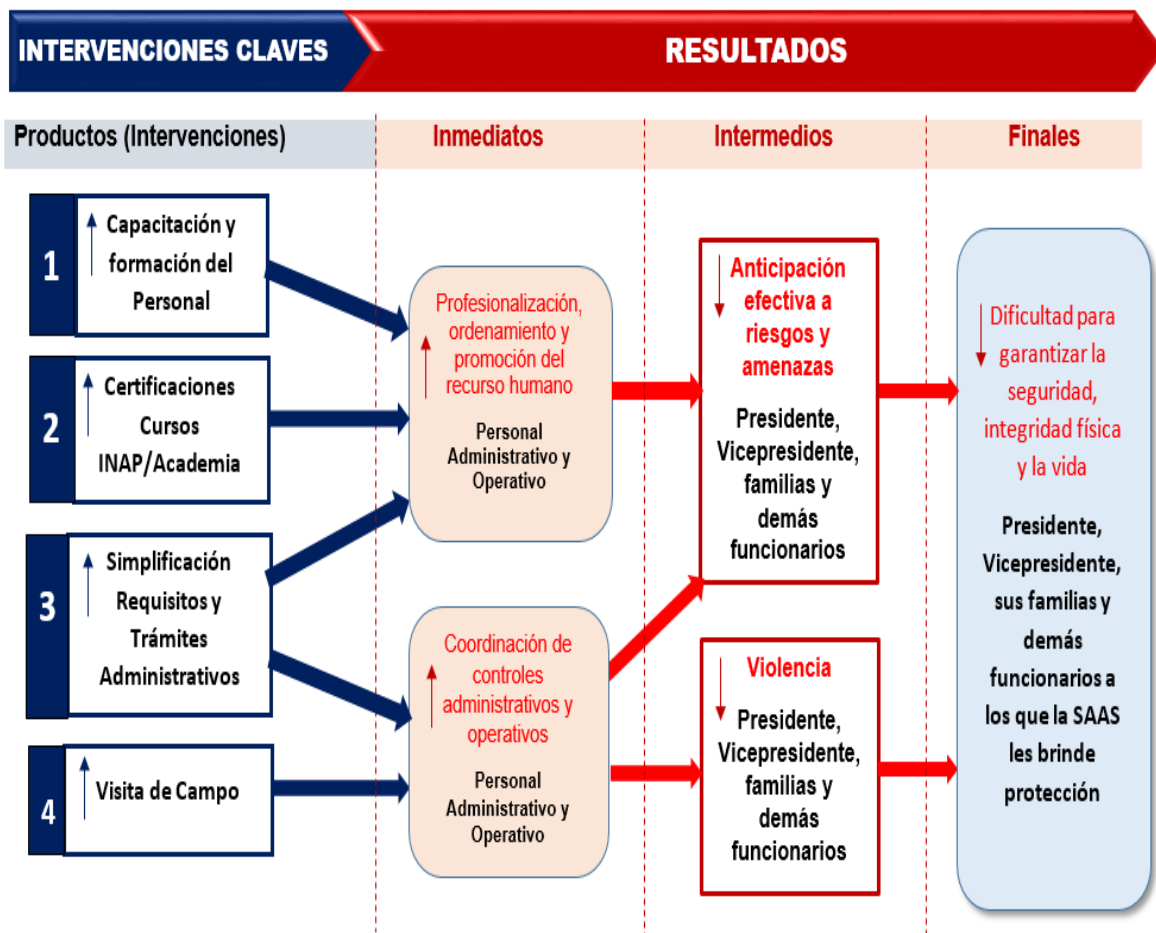 INTERVENCIONES CLAVES
RESULTADOS
Productos (Intervenciones)
Inmediatos
Intermedios
Finales
1
Capacitación y
formación del
Personal
2
Certificaciones
Cursos
INAP/Academia
3
Simplificación
Requisitos y
Trámites
Administrativos
4
Visita de Campo
Profesionalización,
ordenamiento y
promoción del
recurso humano
Personal
Administrativo y
Operativo
Coordinación de
controles
administrativos y
operativos
Personal
Administrativo y
Operativo
Anticipación
efectiva a
riesgos y
amenazas
Presidente,
Vicepresidente,
familias y
demás
funcionarios
Violencia
Presidente,
Vicepresidente,
familias y
demás
funcionarios
Dificultad para
garantizar la
seguridad,
integridad física
y la vida
Presidente,
Vicepresidente,
sus familias y
demás
funcionarios a
los que la SAAS
les brinde
protección